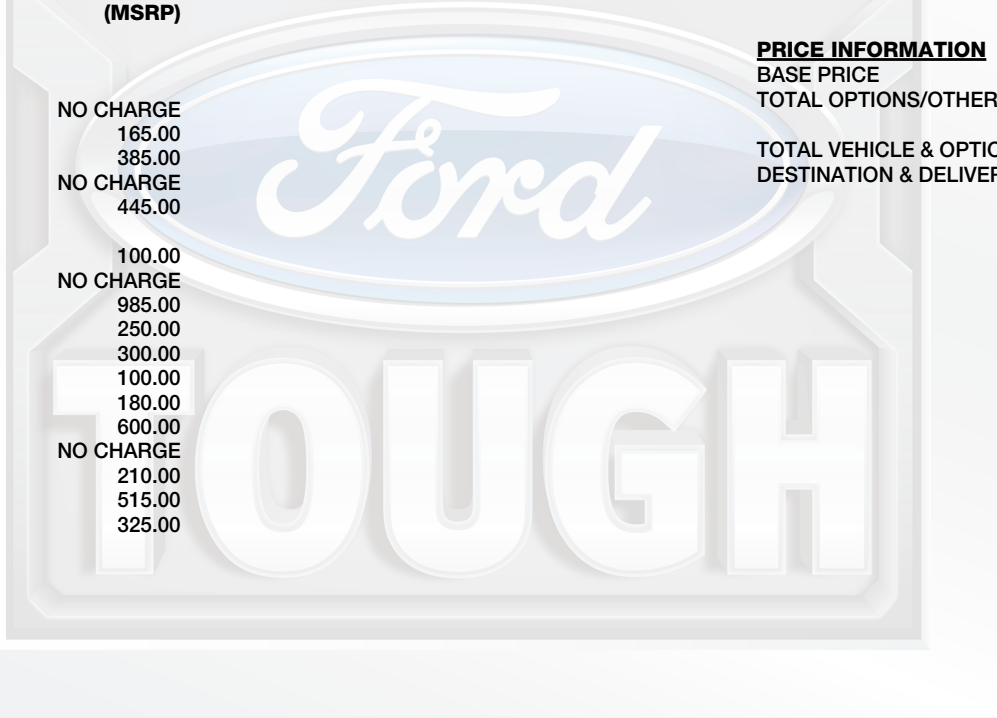 (MSRP)
NO CHARGE
165.00
385.00
NO CHARGE
445.00
100.00
NO CHARGE
985.00
250.00
300.00
100.00
180.00
600.00
NO CHARGE
210.00
515.00
325.00
PRICE INFORMATION
BASE PRICE
TOTAL OPTIONS/OTHER
TOTAL VEHICLE & OPTIO
DESTINATION & DELIVER
Ford
TOUGH